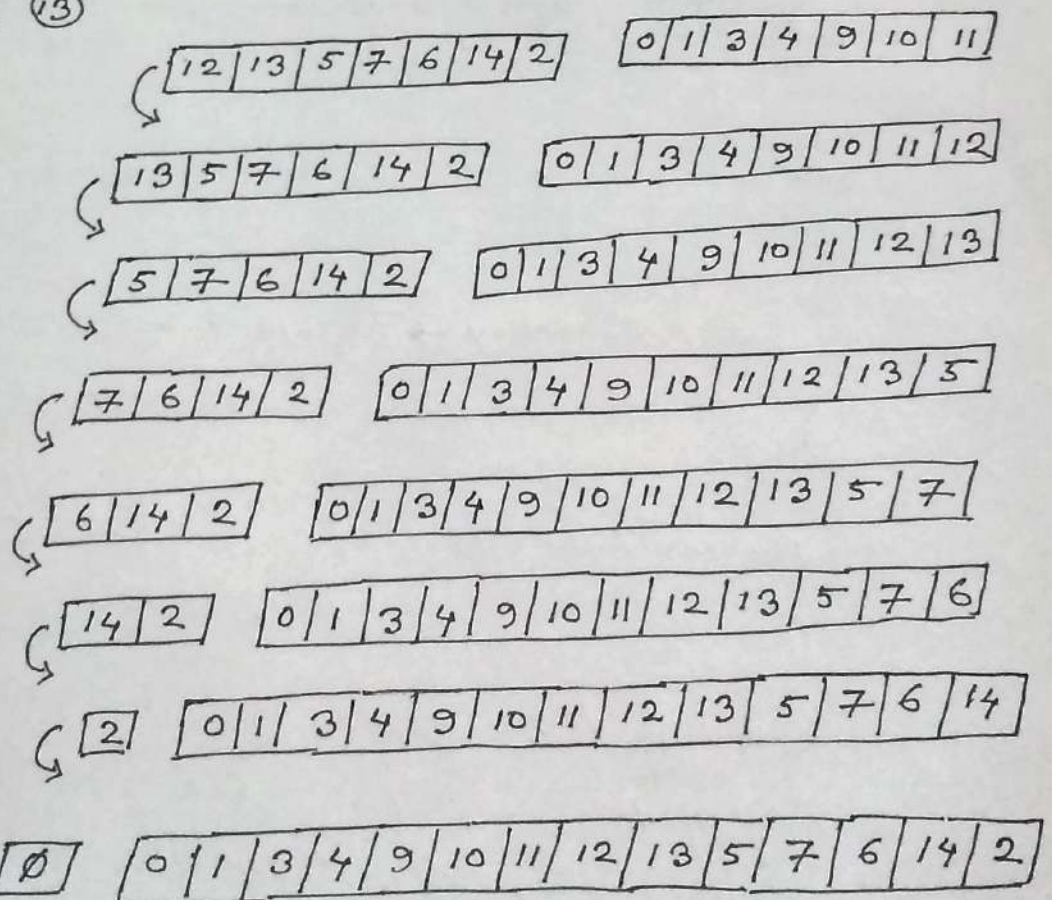 13
12 13 5 7 6 14 2 0 1 3 4 9 10 11
13 5 7 6 14 2 0 1 3 4 9 10 11 12
5 7 6 14 2 0 1 3 4 9 10 11 12 13
7 6 14 2 0 1 3 4 9 10 11 12 13 5
6 14 2 0 1 3 4 9 10 11 12 13 5 7
14 2 0 1 3 4 9 10 11 12 13 5 7 6
2 0 1 3 4 9 10 11 12 13 5 7 6 14
Ø 0 1 3 4 9 10 11 12 13 5 7 6 14 2